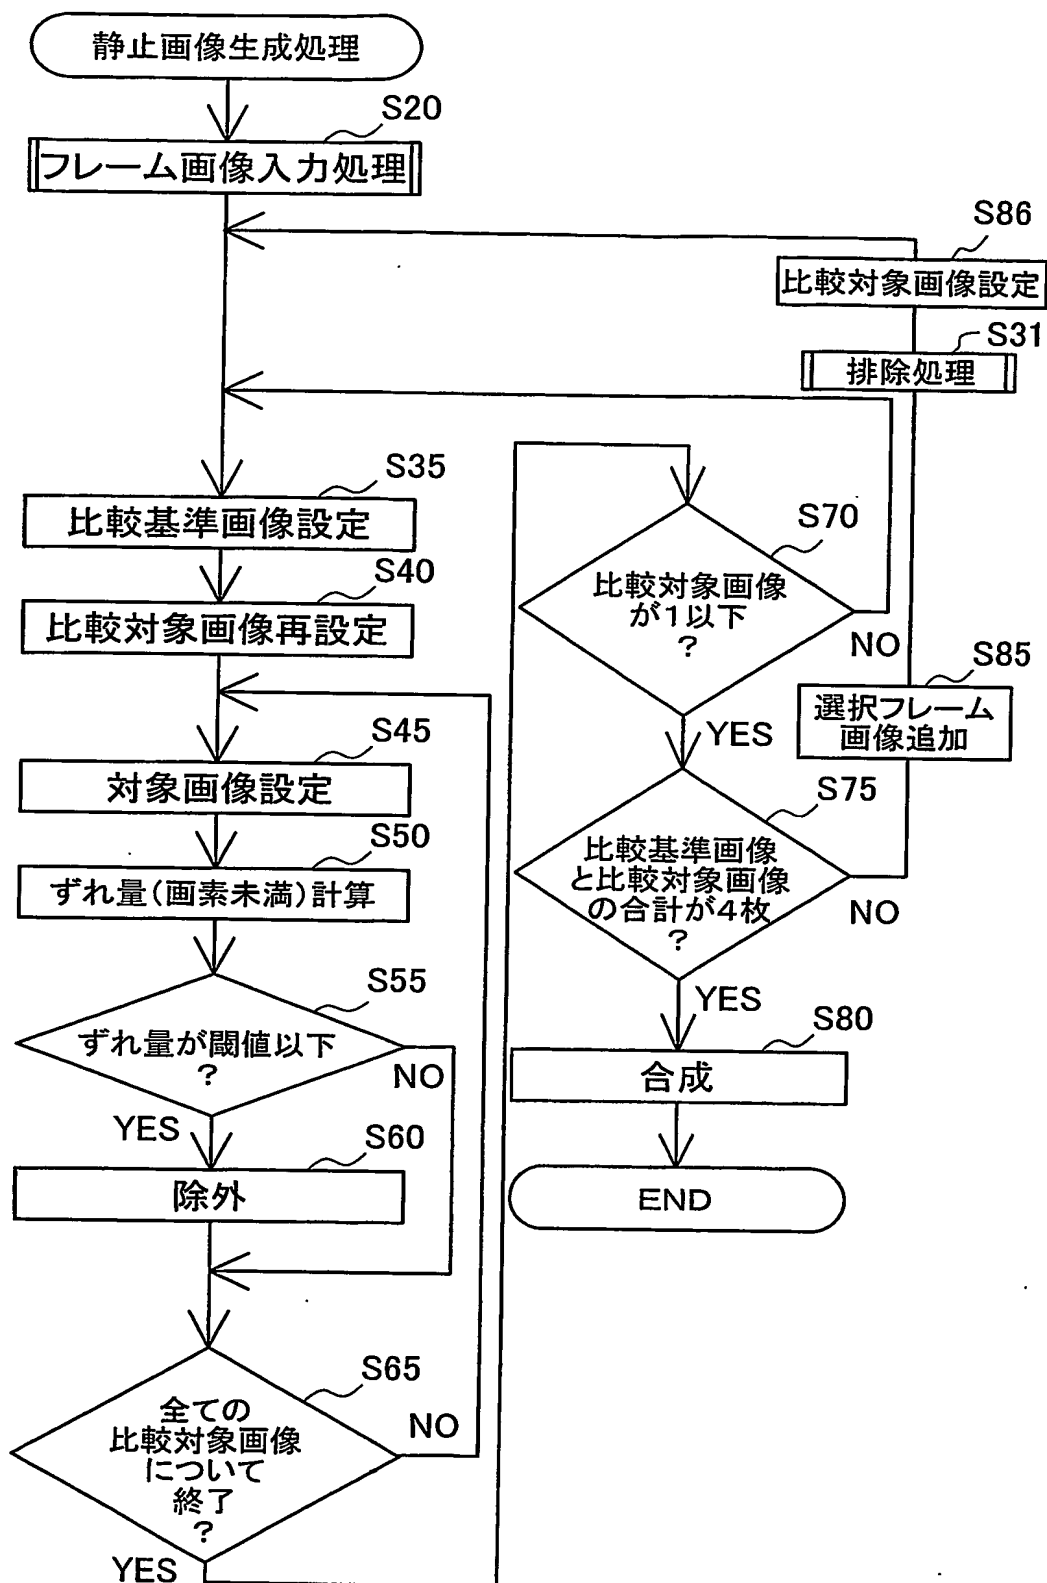 静止画像生成処理
S20
フレーム画像入力処理
S86
比較対象画像設定
S31
排除処理
S35
比較基準画像設定
S40
比較対象画像再設定
S45
対象画像設定
S50
ずれ量(画素未満)計算
S55
ずれ量が閾値以下
?
NO
YES
S60
除外
S65
全ての
比較対象画像
について
終了
?
NO
YES
S70
比較対象画像
が1以下
?
NO
YES
S85
選択フレーム
画像追加
S75
比較基準画像
と比較対象画像
の合計が4枚
?
NO
YES
S80
合成
END